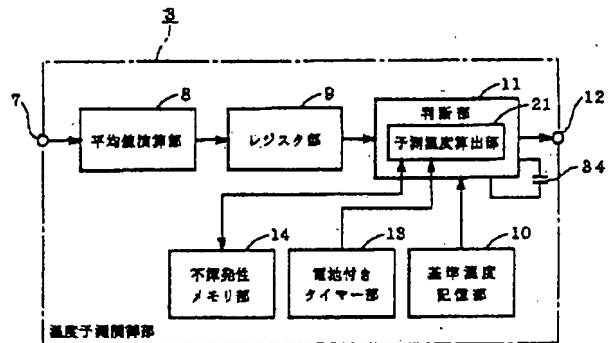 3
7
8
平均値演算部
9
レジスタ部
11
判断部
21
予測温度算出部
12
34
14
不揮発性
メモリ部
13
電池付き
タイマー部
10
基準温度
記憶部
温度予測制御部